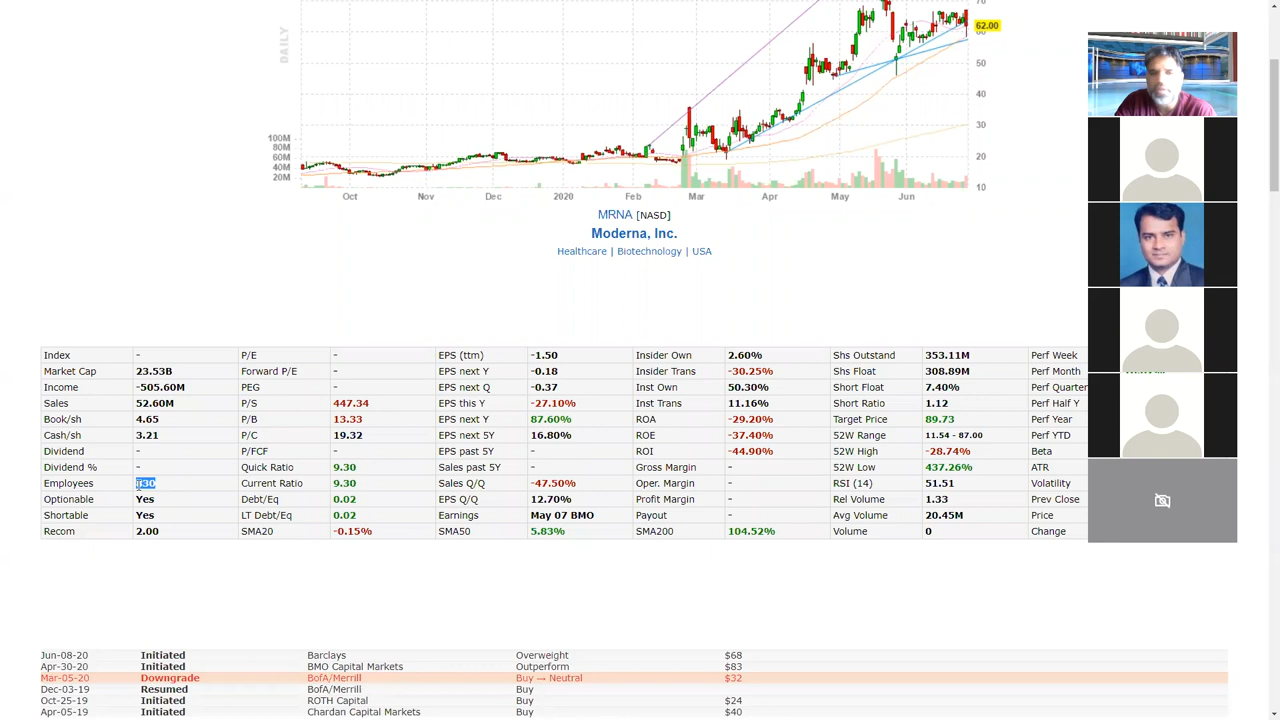 70
62.00
60
50
40
30
20
10
DAILY
100M
80M
60M
40M
20M
Oct Nov Dec 2020 Feb Mar Apr May Jun
MRNA [NASD]
Moderna, Inc.
Healthcare | Biotechnology | USA
Index - P/E - EPS (ttm) -1.50 Insider Own 2.60% Shs Outstand 353.11M Perf Week
Market Cap 23.53B Forward P/E - EPS next Y -0.18 Insider Trans -30.25% Shs Float 308.89M Perf Month
Income -505.60M PEG - EPS next Q -0.37 Inst Own 50.30% Short Float 7.40% Perf Quarter
Sales 52.60M P/S 447.34 EPS this Y -27.10% Inst Trans 11.16% Short Ratio 1.12 Perf Half Y
Book/sh 4.65 P/B 13.33 EPS next Y 87.60% ROA -29.20% Target Price 89.73 Perf Year
Cash/sh 3.21 P/C 19.32 EPS next 5Y 16.80% ROE -37.40% 52W Range 11.54 - 87.00 Perf YTD
Dividend - P/FCF - EPS past 5Y - ROI -44.90% 52W High -28.74% Beta
Dividend % - Quick Ratio 9.30 Sales past 5Y - Gross Margin - 52W Low 437.26% ATR
Employees Current Ratio 9.30 Sales Q/Q -47.50% Oper. Margin - RSI (14) 51.51 Volatility
Optionable Yes Debt/Eq 0.02 EPS Q/Q 12.70% Profit Margin - Rel Volume 1.33 Prev Close
Shortable Yes LT Debt/Eq 0.02 Earnings May 07 BMO Payout - Avg Volume 20.45M Price
Recom 2.00 SMA20 -0.15% SMA50 5.83% SMA200 104.52% Volume 0 Change
Jun-08-20 Initiated Barclays Overweight $68
Apr-30-20 Initiated BMO Capital Markets Outperform $83
Mar-05-20 Downgrade BofA/Merrill Buy → Neutral $32
Dec-03-19 Resumed BofA/Merrill Buy
Oct-25-19 Initiated ROTH Capital Buy $24
Apr-05-19 Initiated Chardan Capital Markets Buy $40